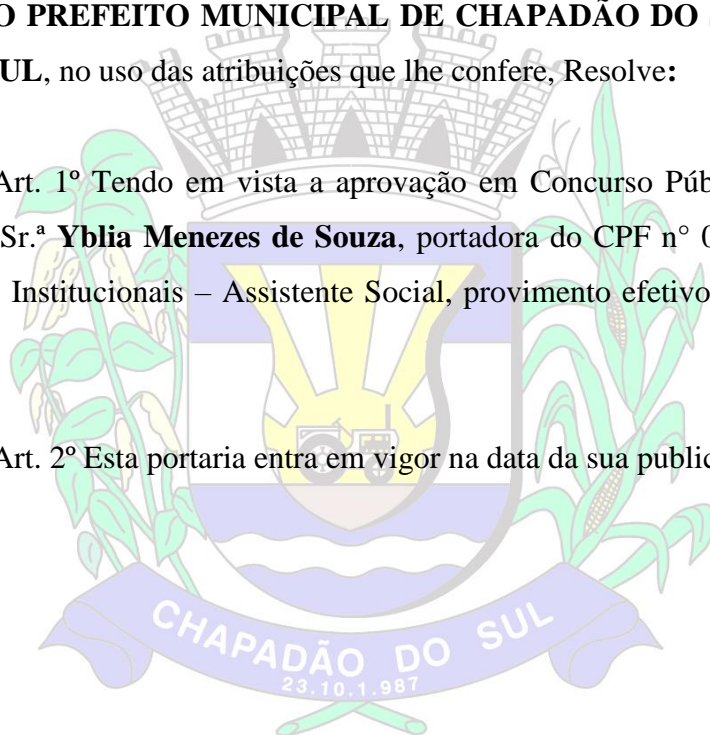 O PREFEITO MUNICIPAL DE CHAPADÃO DO
UL, no uso das atribuições que lhe confere, Resolve:
Art. 1º Tendo em vista a aprovação em Concurso Púb
Sr.ª Yblia Menezes de Souza, portadora do CPF n° 0
Institucionais – Assistente Social, provimento efetivo
Art. 2º Esta portaria entra em vigor na data da sua public
CHAPADÃO DO SUL
23.10.1.987